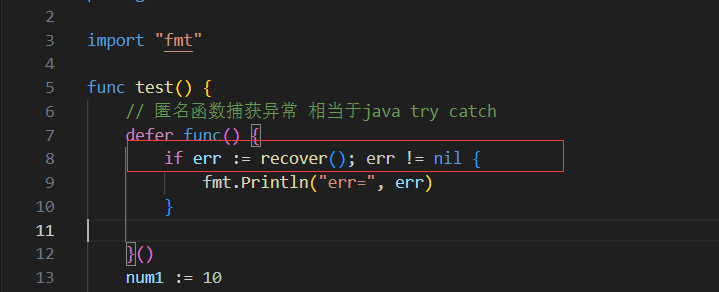 2
3 import "fmt"
4
5 func test() {
6 // 匿名函数捕获异常 相当于java try catch
7 defer func() {
8 if err := recover(); err != nil {
9 fmt.Println("err=", err)
10 }
11
12 }()
13 num1 := 10